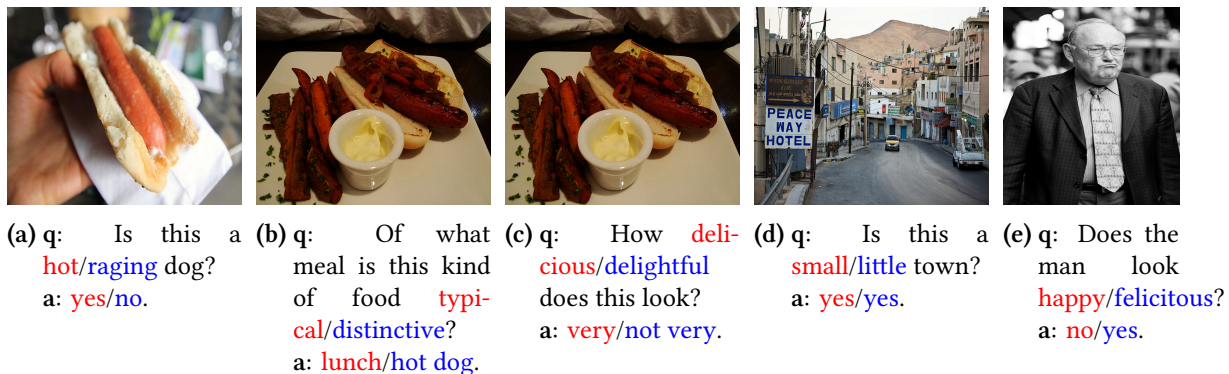 PEACE
WAY
HOTEL
(a) q: Is this a
hot/raging dog?
a: yes/no.
(b) q: Of what
meal is this kind
of food typi-
cal/distinctive?
a: lunch/hot dog.
(c) q: How deli-
cious/delightful
does this look?
a: very/not very.
(d) q: Is this a
small/little town?
a: yes/yes.
(e) q: Does the
man look
happy/felicitous?
a: no/yes.